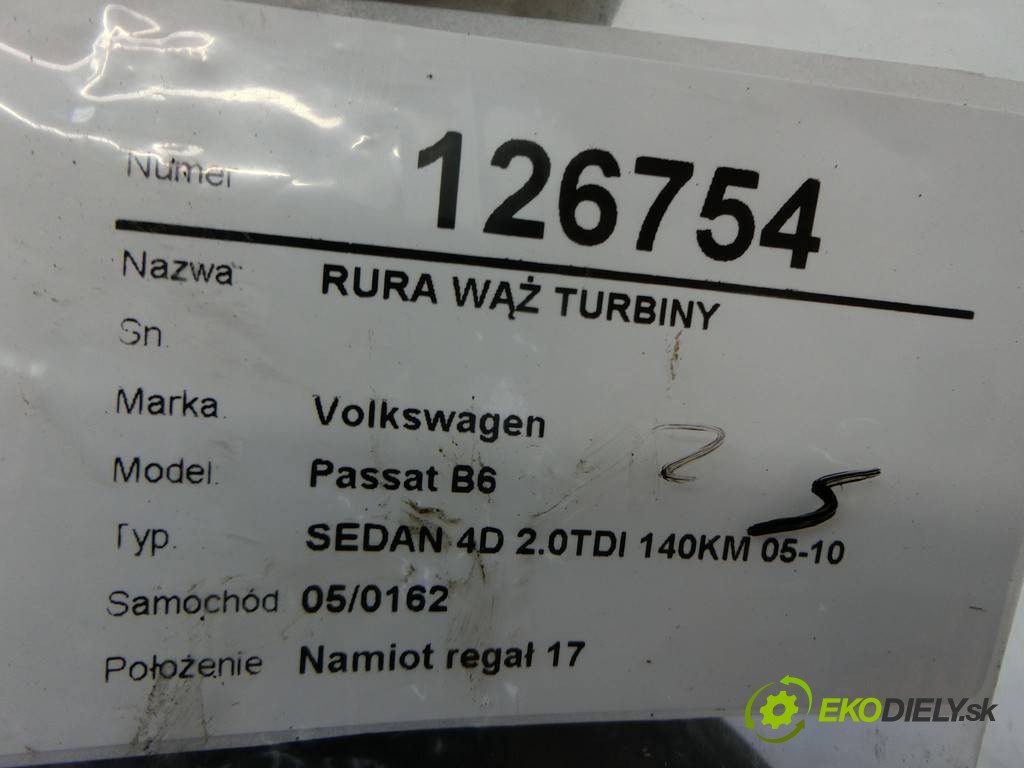 Numer 126754
Nazwa: RURA WĄŻ TURBINY
Sn.
Marka. Volkswagen
Model: Passat B6
Typ. SEDAN 4D 2.0TDI 140KM 05-10
Samochód 05/0162
Położenie Namiot regał 17
EKODIELY.sk